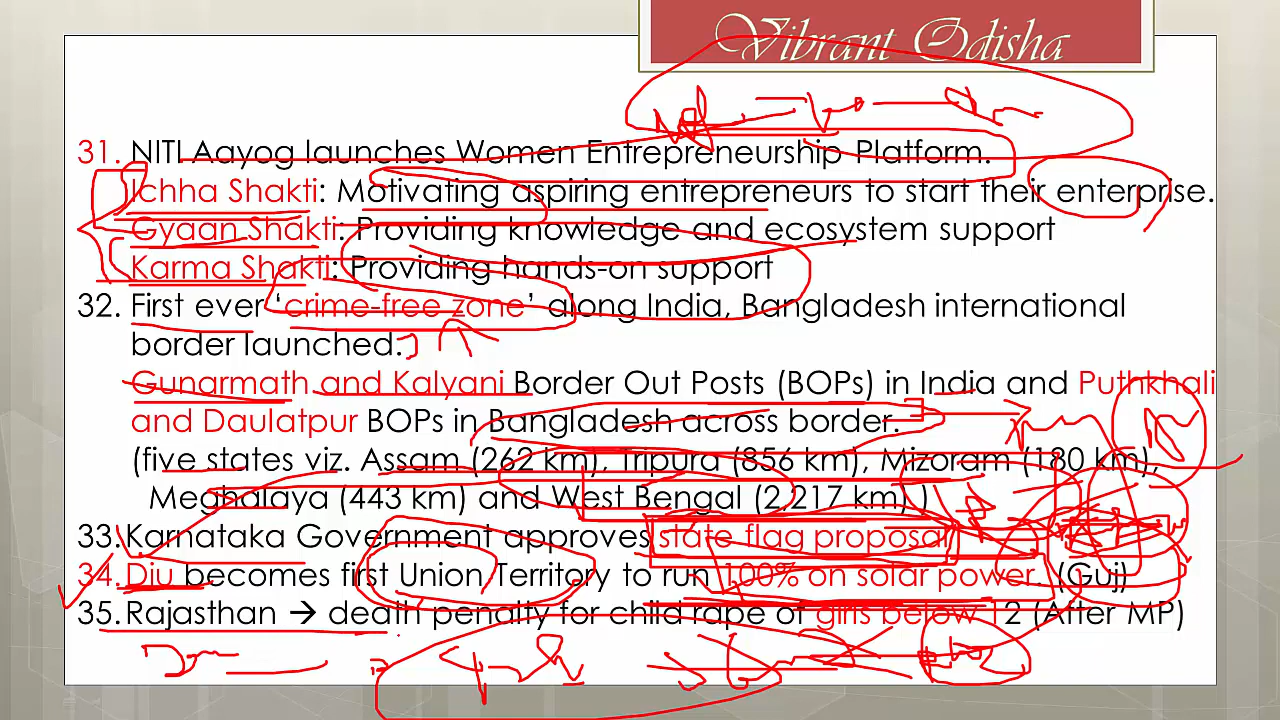 Vibrant Odisha
31. NITI Aayog launches Women Entrepreneurship Platform.
Ichha Shakti: Motivating aspiring entrepreneurs to start their enterprise.
Gyaan Shakti: Providing knowledge and ecosystem support
Karma Shakti: Providing hands-on support
32. First ever ‘crime-free zone’ along India, Bangladesh international
border launched.
Gunarmath and Kalyani Border Out Posts (BOPs) in India and Puthkhali
and Daulatpur BOPs in Bangladesh across border.
(five states viz. Assam (262 km), Tripura (856 km), Mizoram (180 km),
Meghalaya (443 km) and West Bengal (2,217 km) )
33.Karnataka Government approves state flag proposal
34.Diu becomes first Union Territory to run 100% on solar power. (Guj)
35.Rajasthan → death penalty for child rape of girls below 12 (After MP)